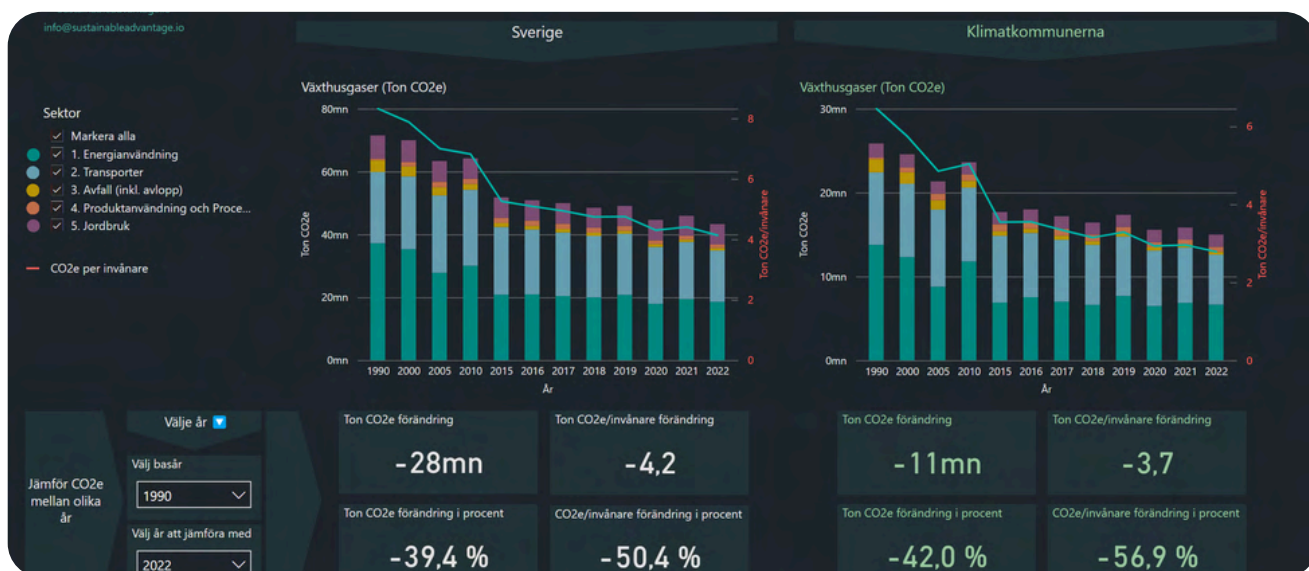 info@sustainableadvantage.io
Sektor
Markera alla
1. Energianvändning
2. Transporter
3. Avfall (inkl. avlopp)
4. Produktanvändning och Proce...
5. Jordbruk
CO2e per invånare
Sverige
Växthusgaser (Ton CO2e)
80mn
60mn
40mn
20mn
0mn
Ton CO2e
8
6
4
2
0
Ton CO2e/invånare
1990 2000 2005 2010 2015 2016 2017 2018 2019 2020 2021 2022
År
Klimatkommunerna
Växthusgaser (Ton CO2e)
30mn
20mn
10mn
0mn
Ton CO2e
6
4
2
0
Ton CO2e/invånare
1990 2000 2005 2010 2015 2016 2017 2018 2019 2020 2021 2022
År
Jämför CO2e
mellan olika
år
Välje år
Välj basår
1990
Välj år att jämföra med
2022
Ton CO2e förändring
-28mn
Ton CO2e/invånare förändring
-4,2
Ton CO2e förändring i procent
-39,4 %
CO2e/invånare förändring i procent
-50,4 %
Ton CO2e förändring
-11mn
Ton CO2e/invånare förändring
-3,7
Ton CO2e förändring i procent
-42,0 %
CO2e/invånare förändring i procent
-56,9 %